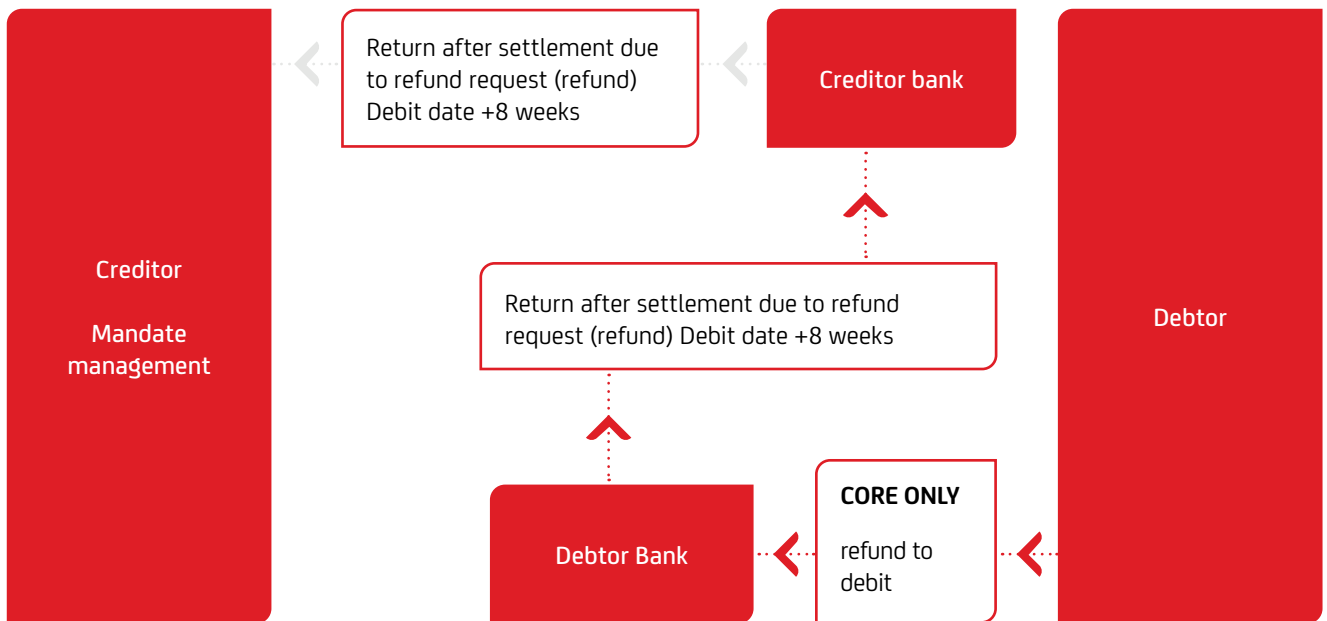 Return after settlement due
to refund request (refund)
Debit date +8 weeks
Creditor bank
Creditor
Mandate
management
Return after settlement due to refund
request (refund) Debit date +8 weeks
Debtor
CORE ONLY
refund to
debit
Debtor Bank